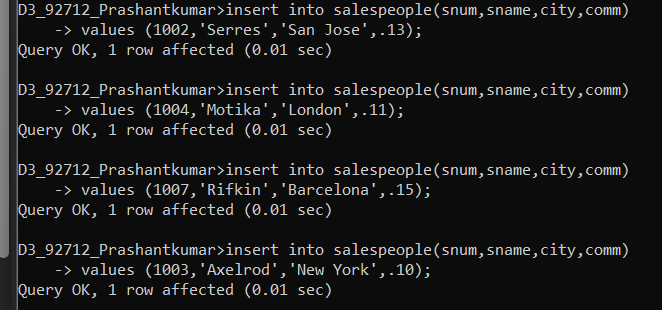 D3_92712_Prashantkumar>insert into salespeople(snum,sname,city,comm)
-> values (1002,'Serres','San Jose',.13);
Query OK, 1 row affected (0.01 sec)
D3_92712_Prashantkumar>insert into salespeople(snum,sname,city,comm)
-> values (1004,'Motika','London',.11);
Query OK, 1 row affected (0.01 sec)
D3_92712_Prashantkumar>insert into salespeople(snum,sname,city,comm)
-> values (1007,'Rifkin','Barcelona',.15);
Query OK, 1 row affected (0.01 sec)
D3_92712_Prashantkumar>insert into salespeople(snum,sname,city,comm)
-> values (1003,'Axelrod','New York',.10);
Query OK, 1 row affected (0.01 sec)